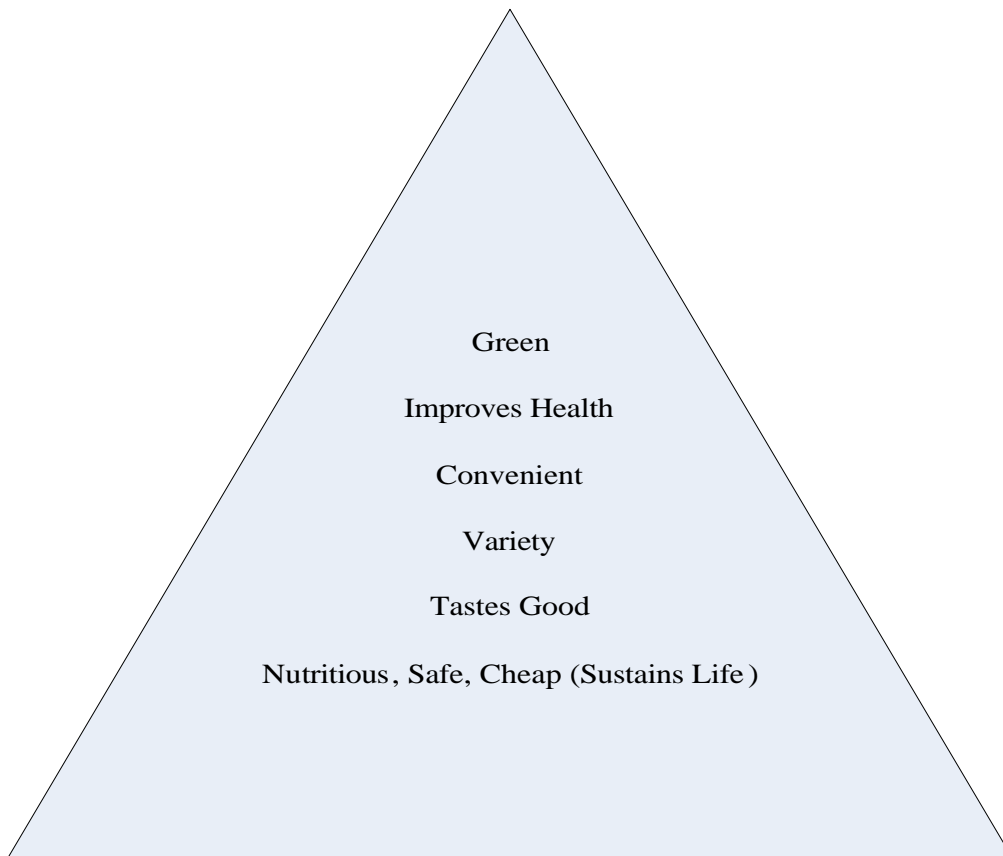 Green
Improves Health
Convenient
Variety
Tastes Good
Nutritious, Safe, Cheap (Sustains Life)